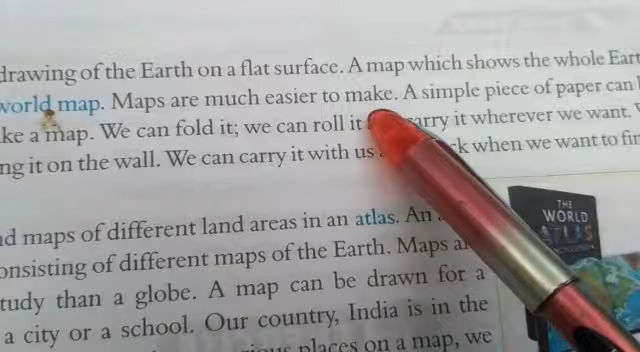 drawing of the Earth on a flat surface. A map which shows the whole Eart
world map. Maps are much easier to make. A simple piece of paper can
ke a map. We can fold it; we can roll it carry it wherever we want.
ng it on the wall. We can carry it with us when we want to fin
nd maps of different land areas in an atlas. An
onsisting of different maps of the Earth. Maps a
tudy than a globe. A map can be drawn for a
a city or a school. Our country, India is in the
places on a map, we
THE
WORLD
ATLAS